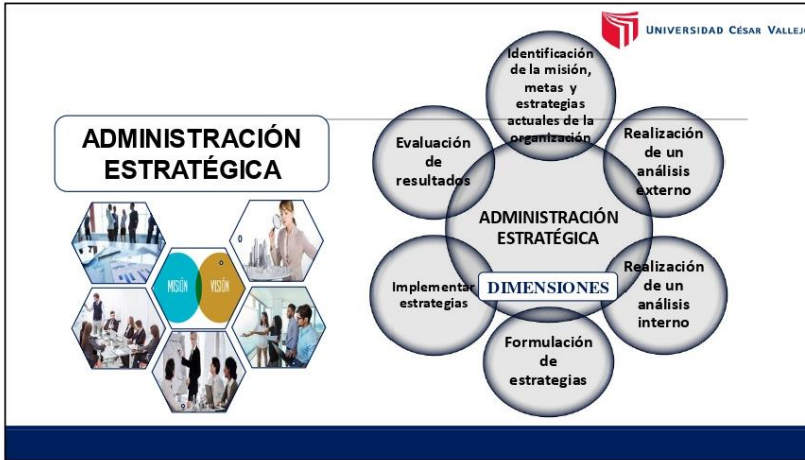 UNIVERSIDAD CÉSAR VALLEJO
ADMINISTRACIÓN
ESTRATÉGICA
MISIÓN
VISIÓN
Identificación
de la misión,
metas y
estrategias
actuales de la
organización
Realización
de un
análisis
externo
Realización
de un
análisis
interno
Formulación
de
estrategias
Implementar
estrategias
Evaluación
de
resultados
ADMINISTRACIÓN
ESTRATÉGICA
DIMENSIONES